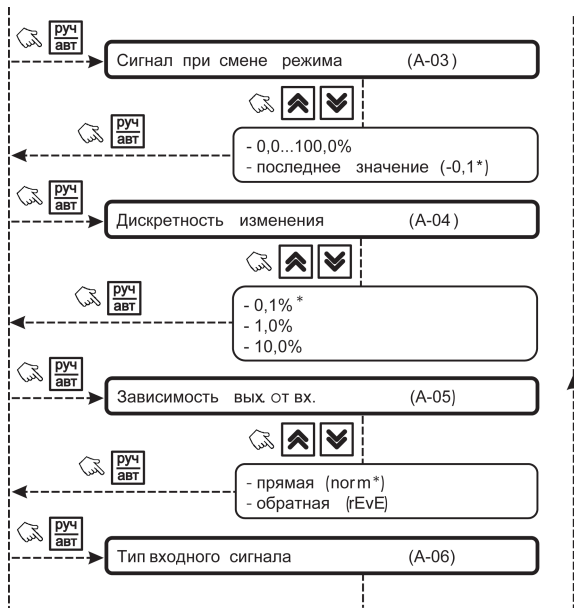 руч
авт
Сигнал при смене режима (А-03)
руч
авт
- 0,0...100,0%
- последнее значение (-0,1*)
руч
авт
Дискретность изменения (А-04)
руч
авт
- 0,1% *
- 1,0%
- 10,0%
руч
авт
Зависимость вых. от вх. (А-05)
руч
авт
- прямая (norm*)
- обратная (rEvE)
руч
авт
Тип входного сигнала (А-06)